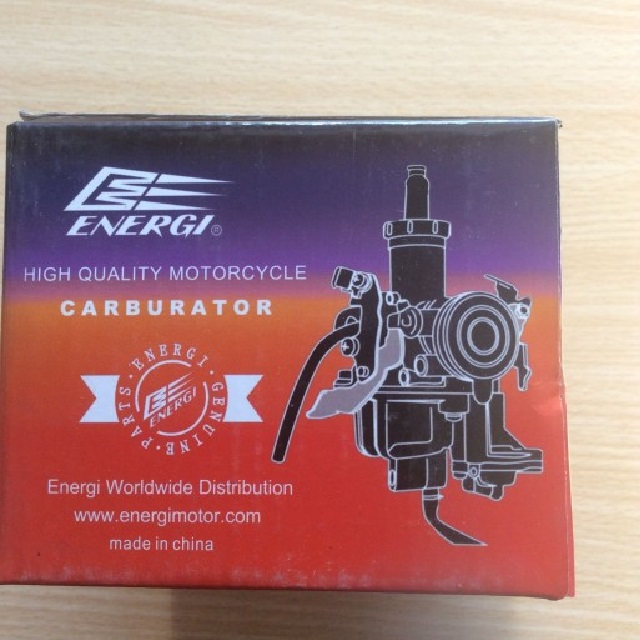 ENERGI®
HIGH QUALITY MOTORCYCLE
CARBURATOR
ENERGI · GENUINE · PARTS ·
ENERGI
Energi Worldwide Distribution
www.energimotor.com
made in china